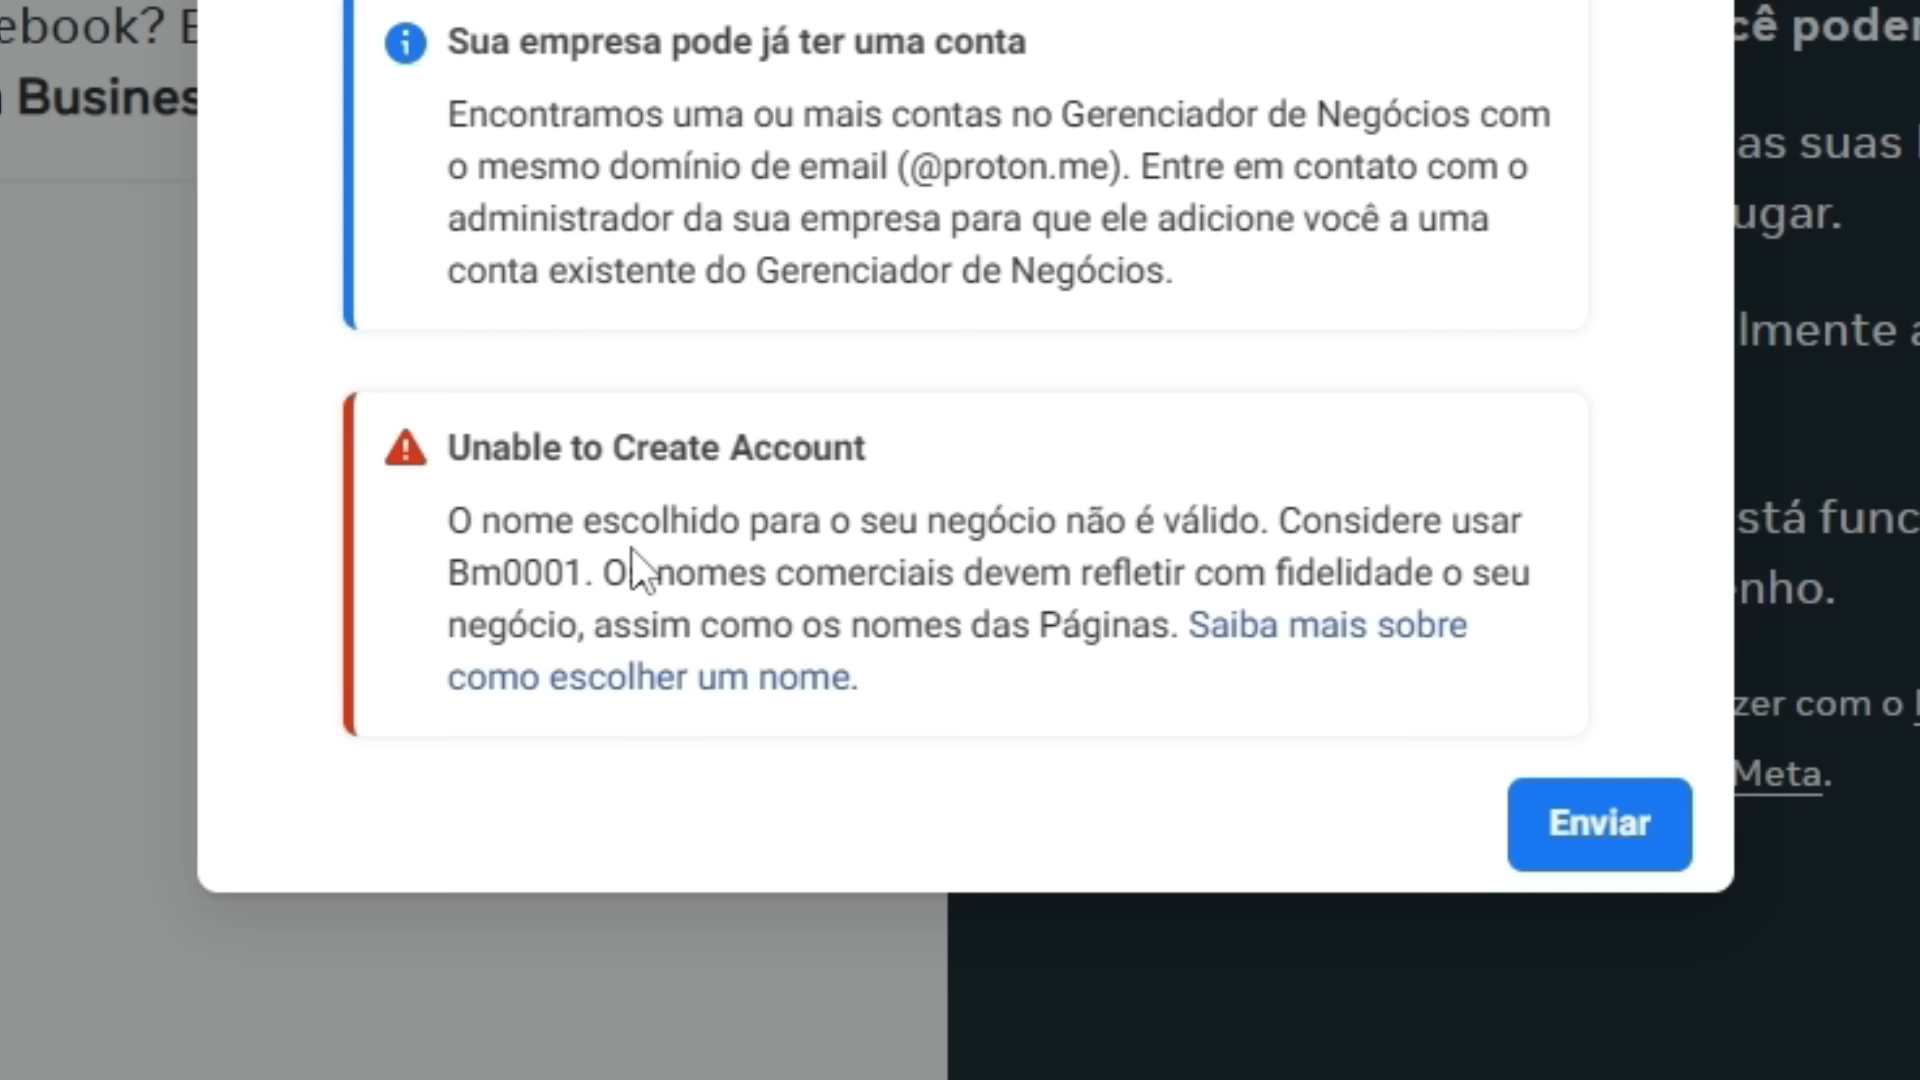 ebook? E
Busines
Sua empresa pode já ter uma conta
Encontramos uma ou mais contas no Gerenciador de Negócios com
o mesmo domínio de email (@proton.me). Entre em contato com o
administrador da sua empresa para que ele adicione você a uma
conta existente do Gerenciador de Negócios.
Unable to Create Account
O nome escolhido para o seu negócio não é válido. Considere usar
Bm0001. Os nomes comerciais devem refletir com fidelidade o seu
negócio, assim como os nomes das Páginas. Saiba mais sobre
como escolher um nome.
Enviar
cê poder
as suas
ugar.
lmente a
stá func
nho.
zer com o
Meta.